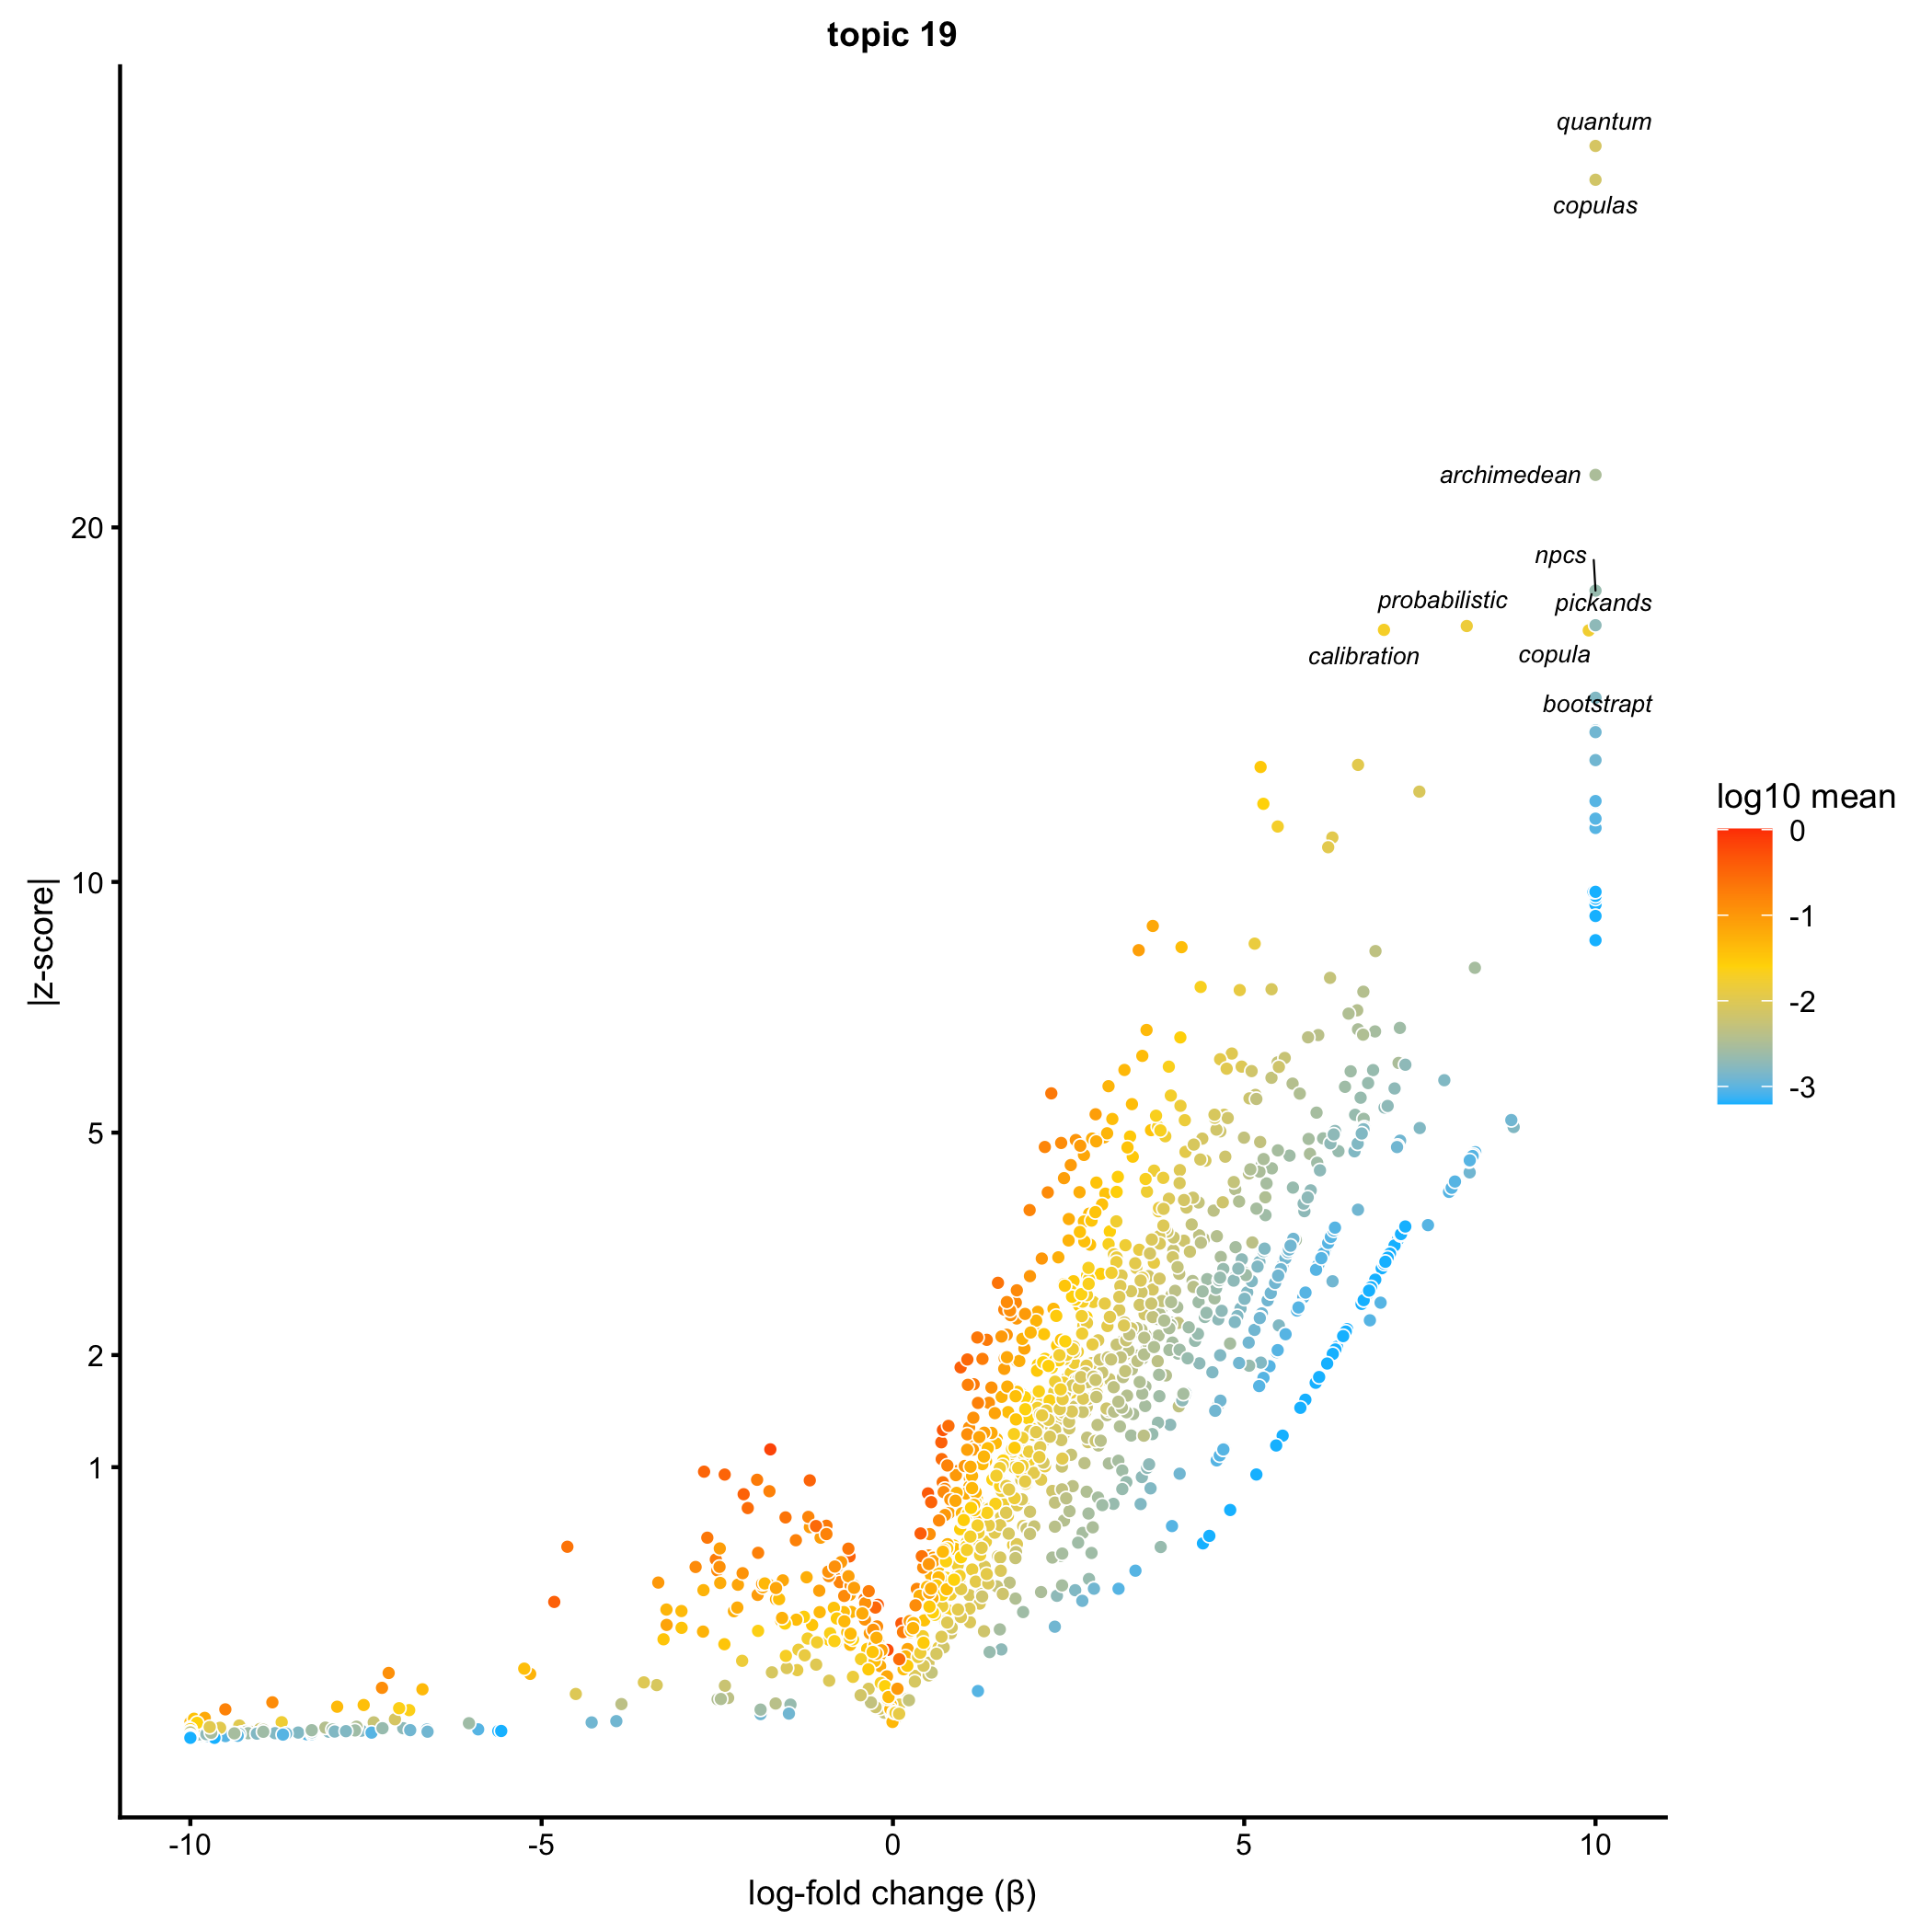 topic 19
quantum
copulas
archimedean
20
npcs
probabilistic
pickands
calibration
copula
bootstrapt
log10 mean
0
-1
-2
-3
10
5
2
1
|z-score|
-10
-5
0
5
10
log-fold change (β)